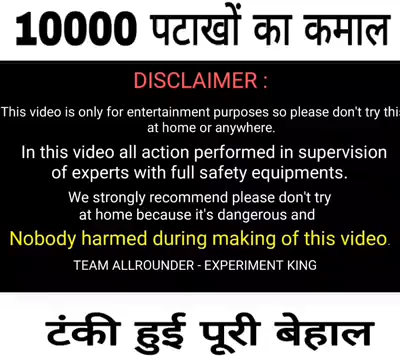 10000 पटाखों का कमाल
DISCLAIMER :
This video is only for entertainment purposes so please don't try this
at home or anywhere.
In this video all action performed in supervision
of experts with full safety equipments.
We strongly recommend please don't try
at home because it's dangerous and
Nobody harmed during making of this video.
TEAM ALLROUNDER - EXPERIMENT KING
टंकी हुई पूरी बेहाल